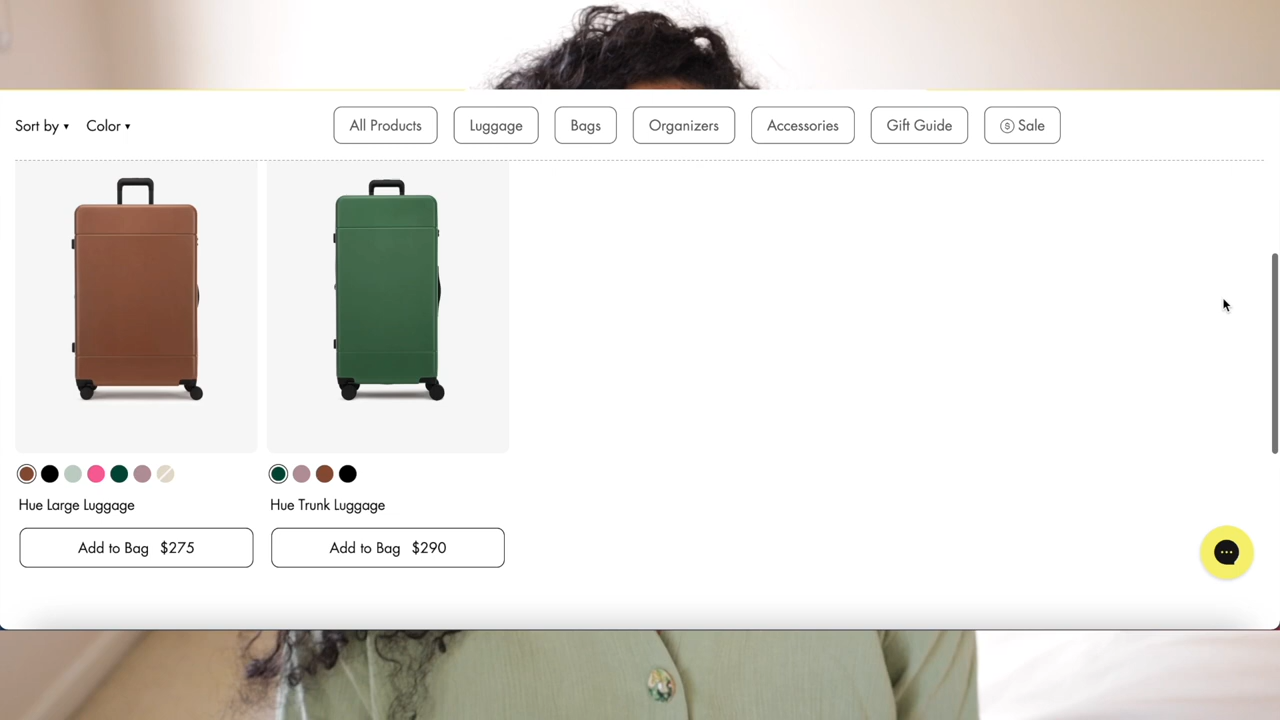 Sort by ▾ Color ▾ All Products Luggage Bags Organizers Accessories Gift Guide Ⓢ Sale
Hue Large Luggage Hue Trunk Luggage
Add to Bag $275 Add to Bag $290